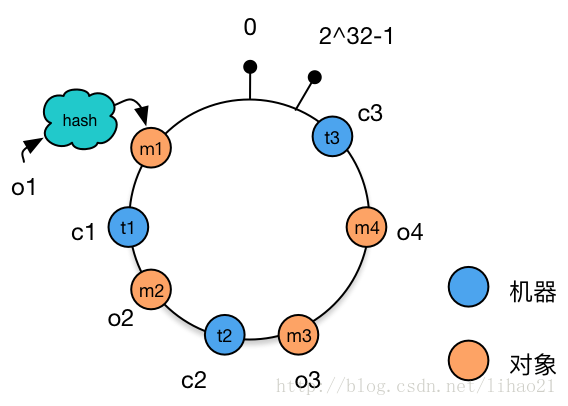 0
2^32-1
hash
c3
t3
m1
o1
c1
t1
m4
o4
m2
o2
t2
m3
c2
o3
机器
对象
http://blog.csdn.net/lihao21